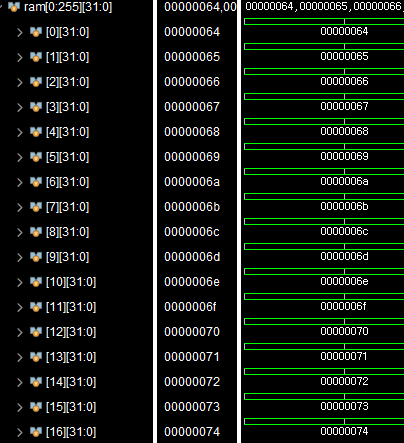 ram[0:255][31:0] 00000064,00 00000064,00000065,00000066,
[0][31:0] 00000064 00000064
[1][31:0] 00000065 00000065
[2][31:0] 00000066 00000066
[3][31:0] 00000067 00000067
[4][31:0] 00000068 00000068
[5][31:0] 00000069 00000069
[6][31:0] 0000006a 0000006a
[7][31:0] 0000006b 0000006b
[8][31:0] 0000006c 0000006c
[9][31:0] 0000006d 0000006d
[10][31:0] 0000006e 0000006e
[11][31:0] 0000006f 0000006f
[12][31:0] 00000070 00000070
[13][31:0] 00000071 00000071
[14][31:0] 00000072 00000072
[15][31:0] 00000073 00000073
[16][31:0] 00000074 00000074